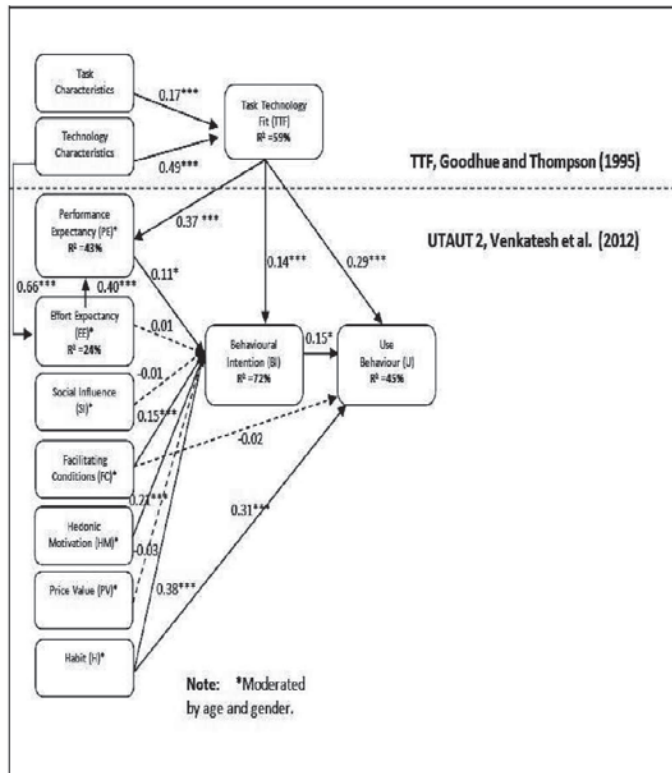 Task
Characteristics
0.17***
Task Technology
Fit (TTF)
R² =59%
Technology
Characteristics
0.49***
TTF, Goodhue and Thompson (1995)
Performance
Expectancy (PE)*
R² =43%
0.37 ***
UTAUT 2, Venkatesh et al. (2012)
0.11*
0.14***
0.29***
0.66***
0.40***
Effort Expectancy
(EE)*
R² =24%
0.01
Behavioural
Intention (BI)
R² =72%
0.15*
Use
Behaviour (U)
R² =45%
-0.01
Social Influence
(SI)*
0.15***
-0.02
Facilitating
Conditions (FC)*
0.21***
0.31***
Hedonic
Motivation (HM)*
-0.03
Price Value (PV)*
0.38***
Habit (H)*
Note: *Moderated
by age and gender.